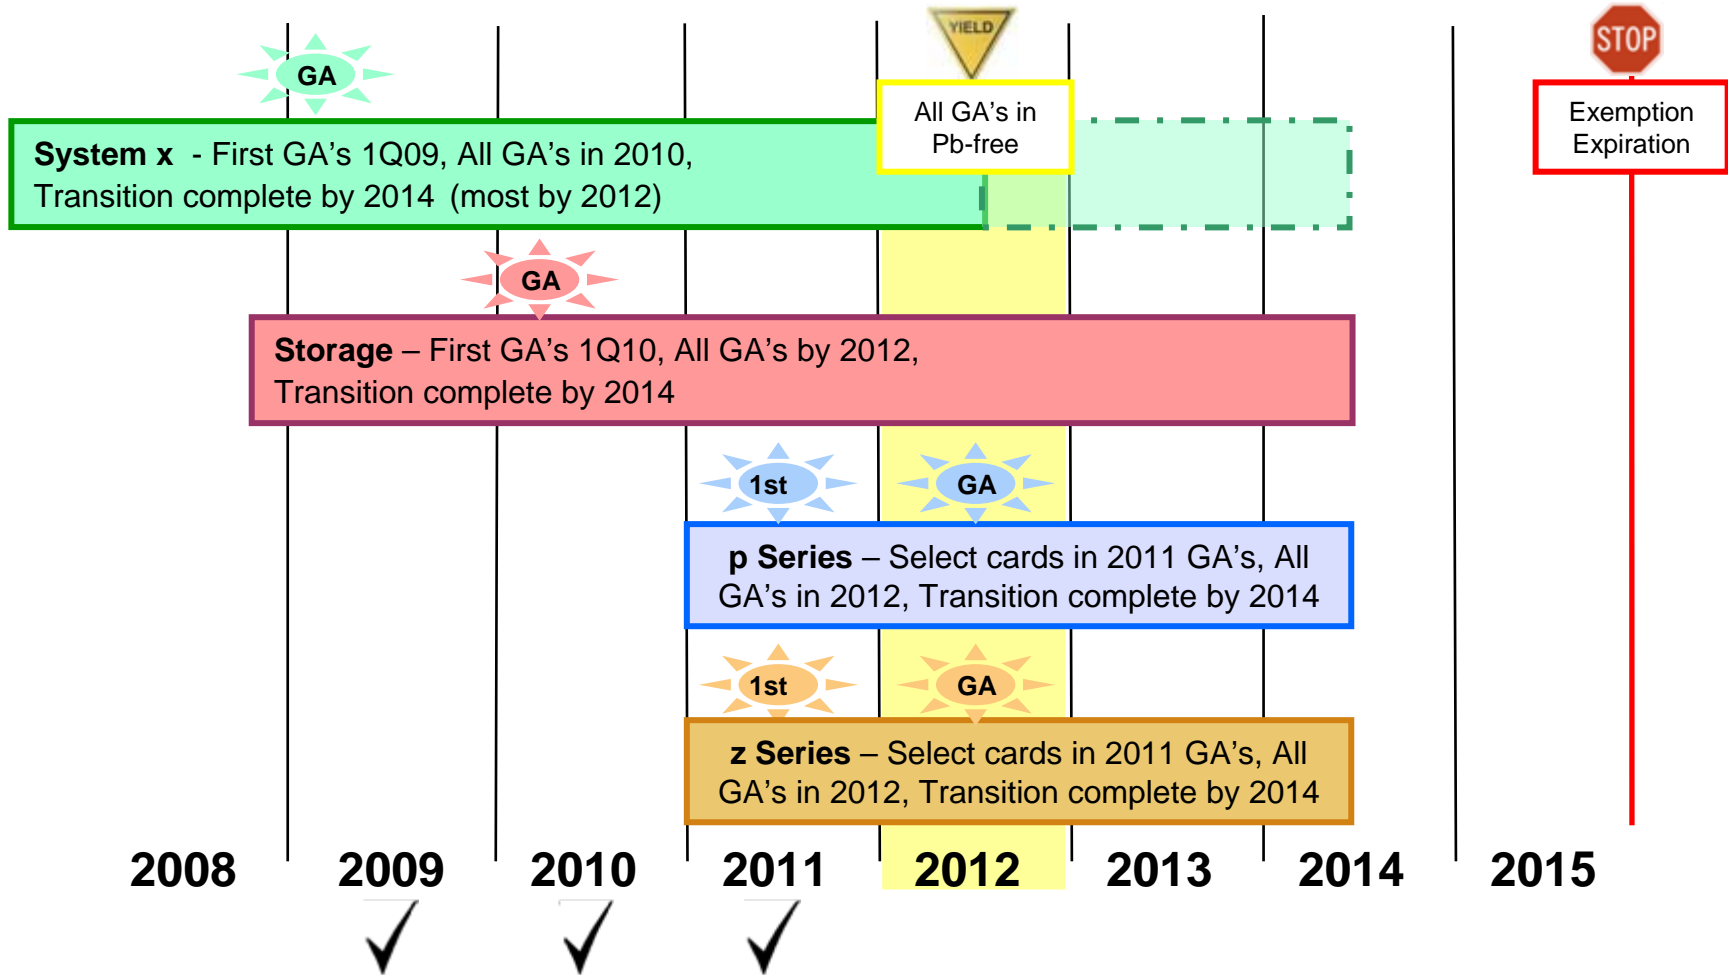 YIELD
STOP
GA
All GA's in
Pb-free
Exemption
Expiration
System x - First GA's 1Q09, All GA's in 2010,
Transition complete by 2014 (most by 2012)
GA
Storage – First GA's 1Q10, All GA's by 2012,
Transition complete by 2014
1st
GA
p Series – Select cards in 2011 GA's, All
GA's in 2012, Transition complete by 2014
1st
GA
z Series – Select cards in 2011 GA's, All
GA's in 2012, Transition complete by 2014
2008 2009 2010 2011 2012 2013 2014 2015